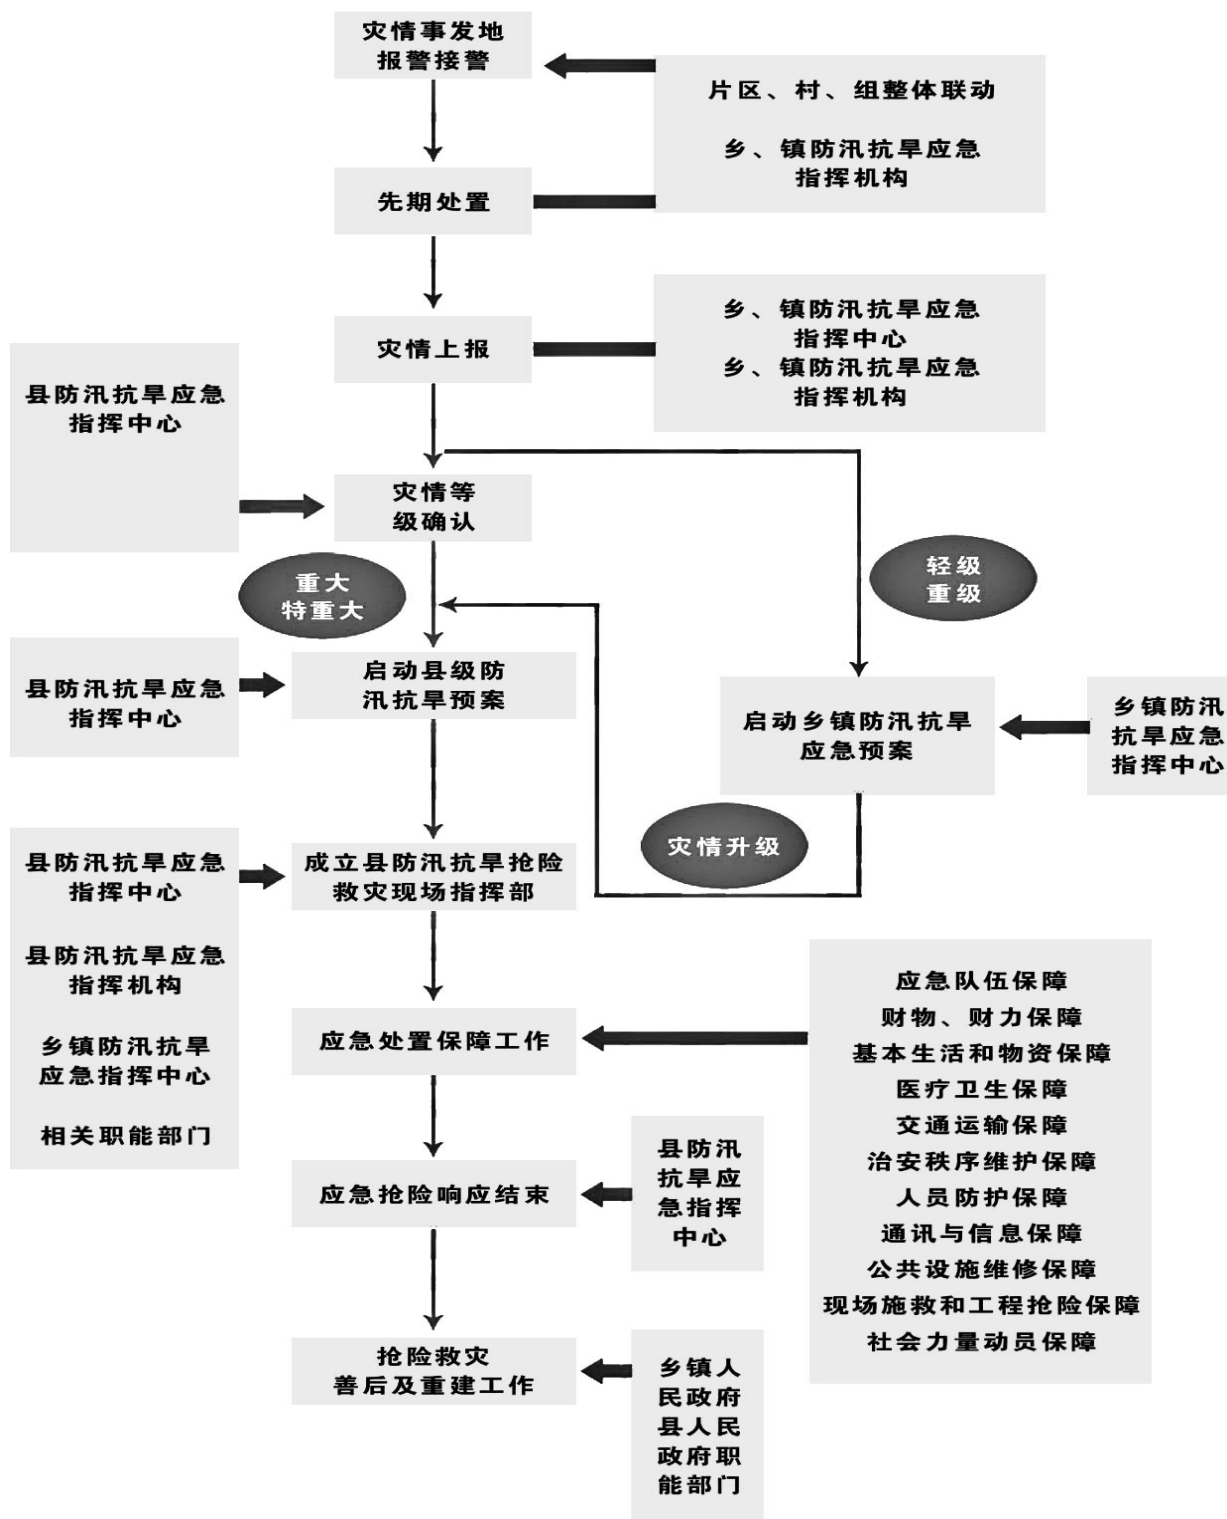 灾情事发地
报警接警
片区、村、组整体联动
乡、镇防汛抗旱应急
指挥机构
先期处置
乡、镇防汛抗旱应急
指挥中心
乡、镇防汛抗旱应急
指挥机构
灾情上报
县防汛抗旱应急
指挥中心
灾情等
级确认
重大
特重大
轻级
重级
县防汛抗旱应急
指挥中心
启动县级防
汛抗旱预案
启动乡镇防汛抗旱
应急预案
乡镇防汛
抗旱应急
指挥中心
灾情升级
县防汛抗旱应急
指挥中心
县防汛抗旱应急
指挥机构
乡镇防汛抗旱
应急指挥中心
相关职能部门
成立县防汛抗旱抢险
救灾现场指挥部
应急处置保障工作
应急队伍保障
财物、财力保障
基本生活和物资保障
医疗卫生保障
交通运输保障
治安秩序维护保障
人员防护保障
通讯与信息保障
公共设施维修保障
现场施救和工程抢险保障
社会力量动员保障
应急抢险响应结束
县防汛
抗旱应
急指挥
中心
抢险救灾
善后及重建工作
乡镇人
民政府
县人民
政府职
能部门